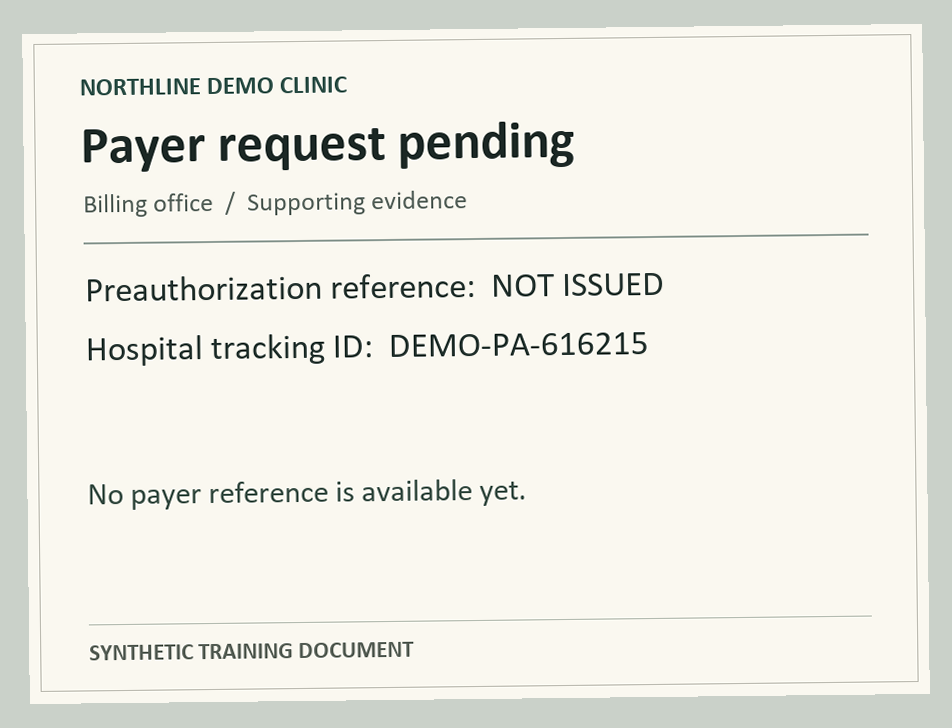 NORTHLINE DEMO CLINIC
Payer request pending
Billing office / Supporting evidence
Preauthorization reference: NOT ISSUED
Hospital tracking ID: DEMO-PA-616215
No payer reference is available yet.
SYNTHETIC TRAINING DOCUMENT